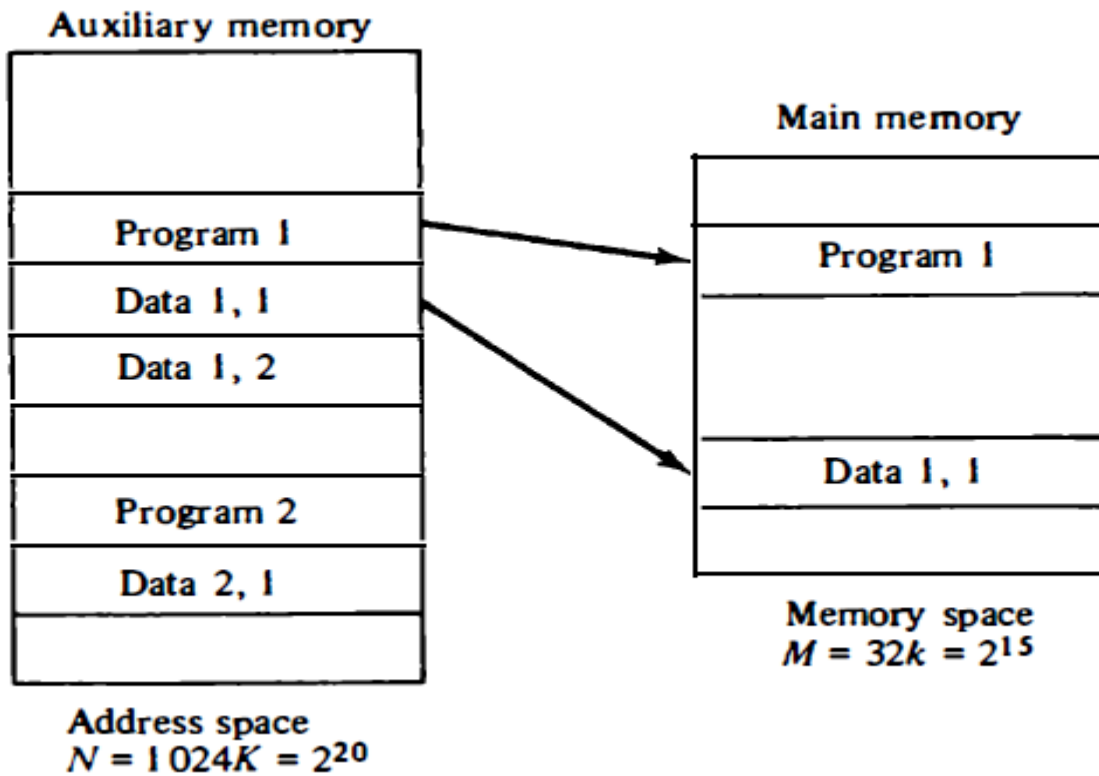 Auxiliary memory
Program 1
Data 1, 1
Data 1, 2
Program 2
Data 2, 1
Address space
N = 1024K = 2²⁰
Main memory
Program 1
Data 1, 1
Memory space
M = 32k = 2¹⁵